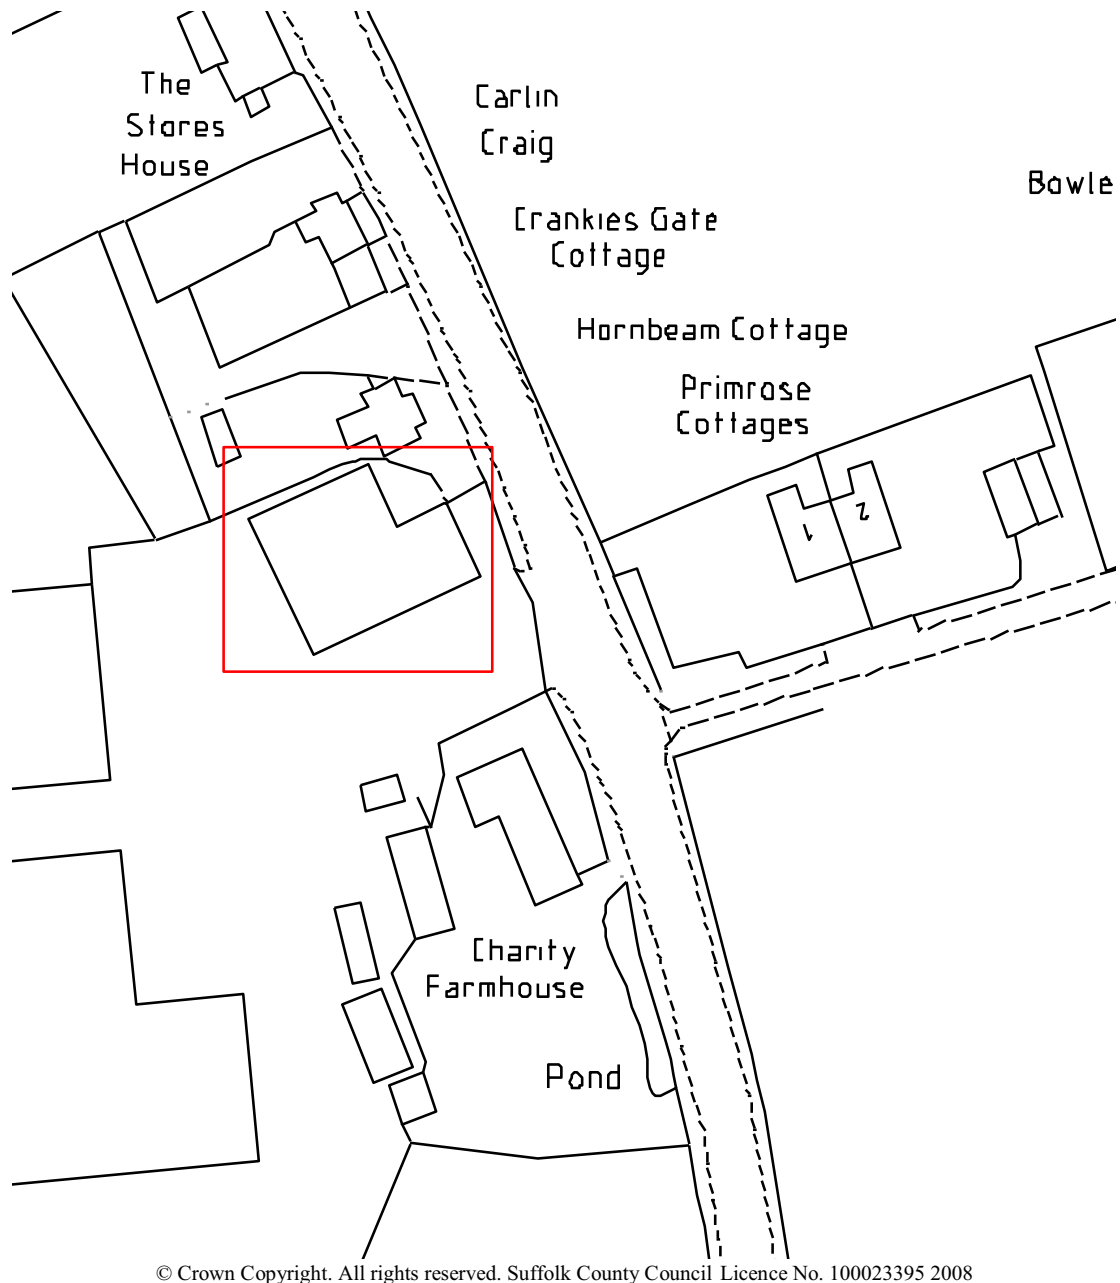 The
Stores
House
Carlin
Craig
Bowle
Crankies Gate
Cottage
Hornbeam Cottage
Primrose
Cottages
1
2
Charity
Farmhouse
Pond
© Crown Copyright. All rights reserved. Suffolk County Council Licence No. 100023395 2008